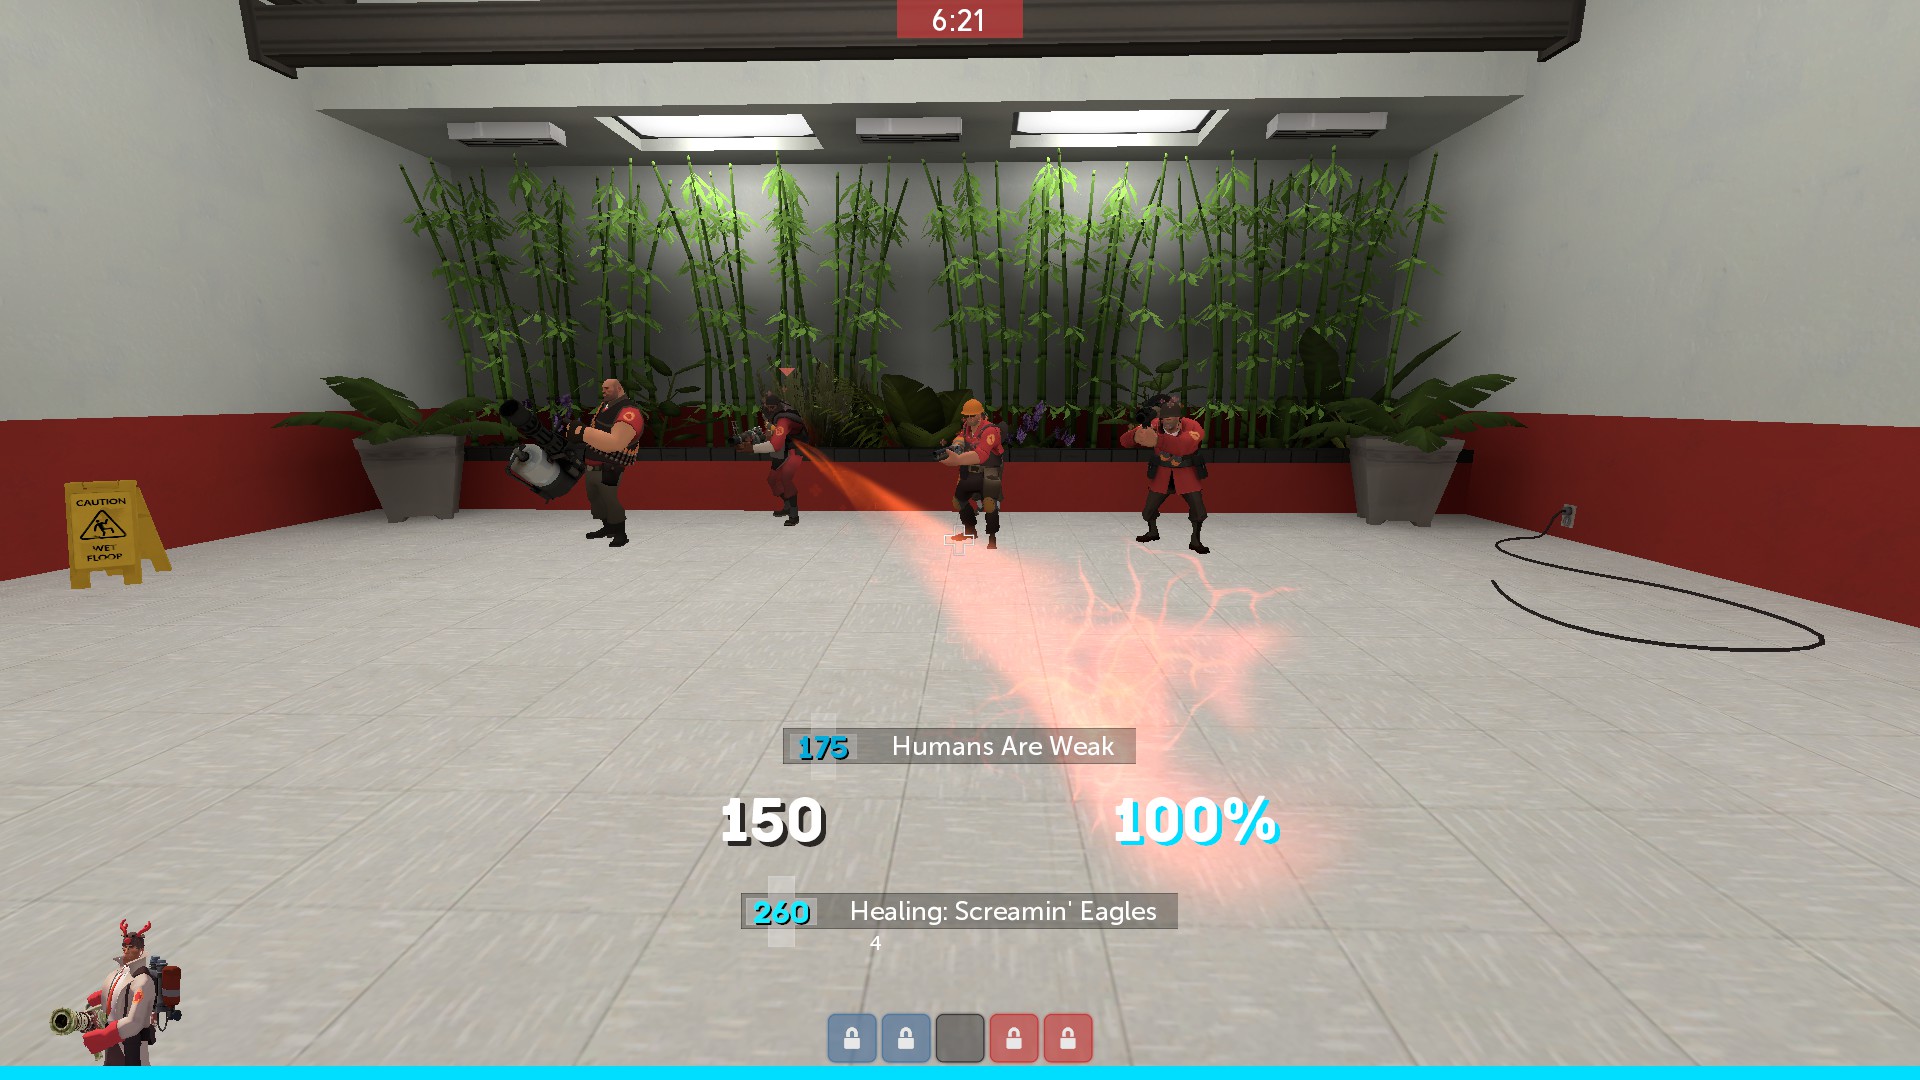 6:21
CAUTION
WET
FLOOR
175 Humans Are Weak
150 100%
260 Healing: Screamin' Eagles
4